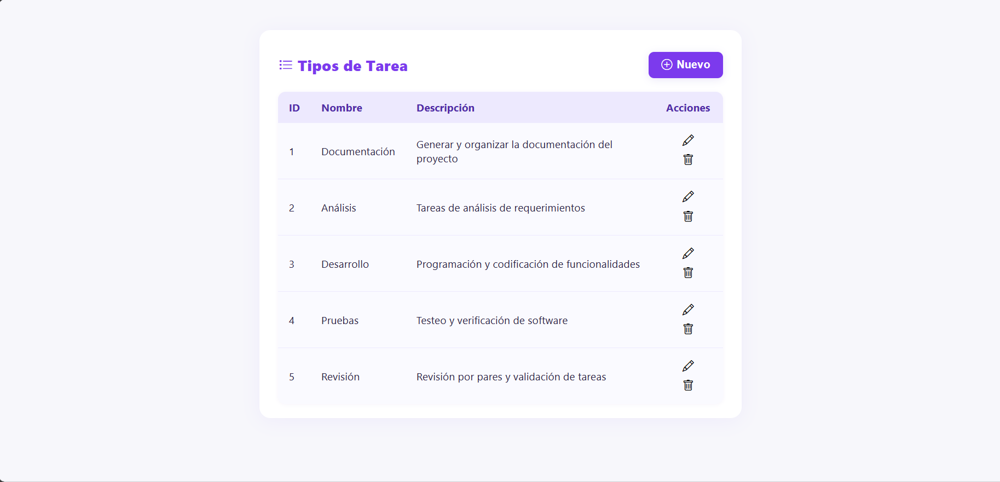 Tipos de Tarea
Nuevo
ID Nombre Descripción Acciones
1 Documentación Generar y organizar la documentación del
proyecto
2 Análisis Tareas de análisis de requerimientos
3 Desarrollo Programación y codificación de funcionalidades
4 Pruebas Testeo y verificación de software
5 Revisión Revisión por pares y validación de tareas